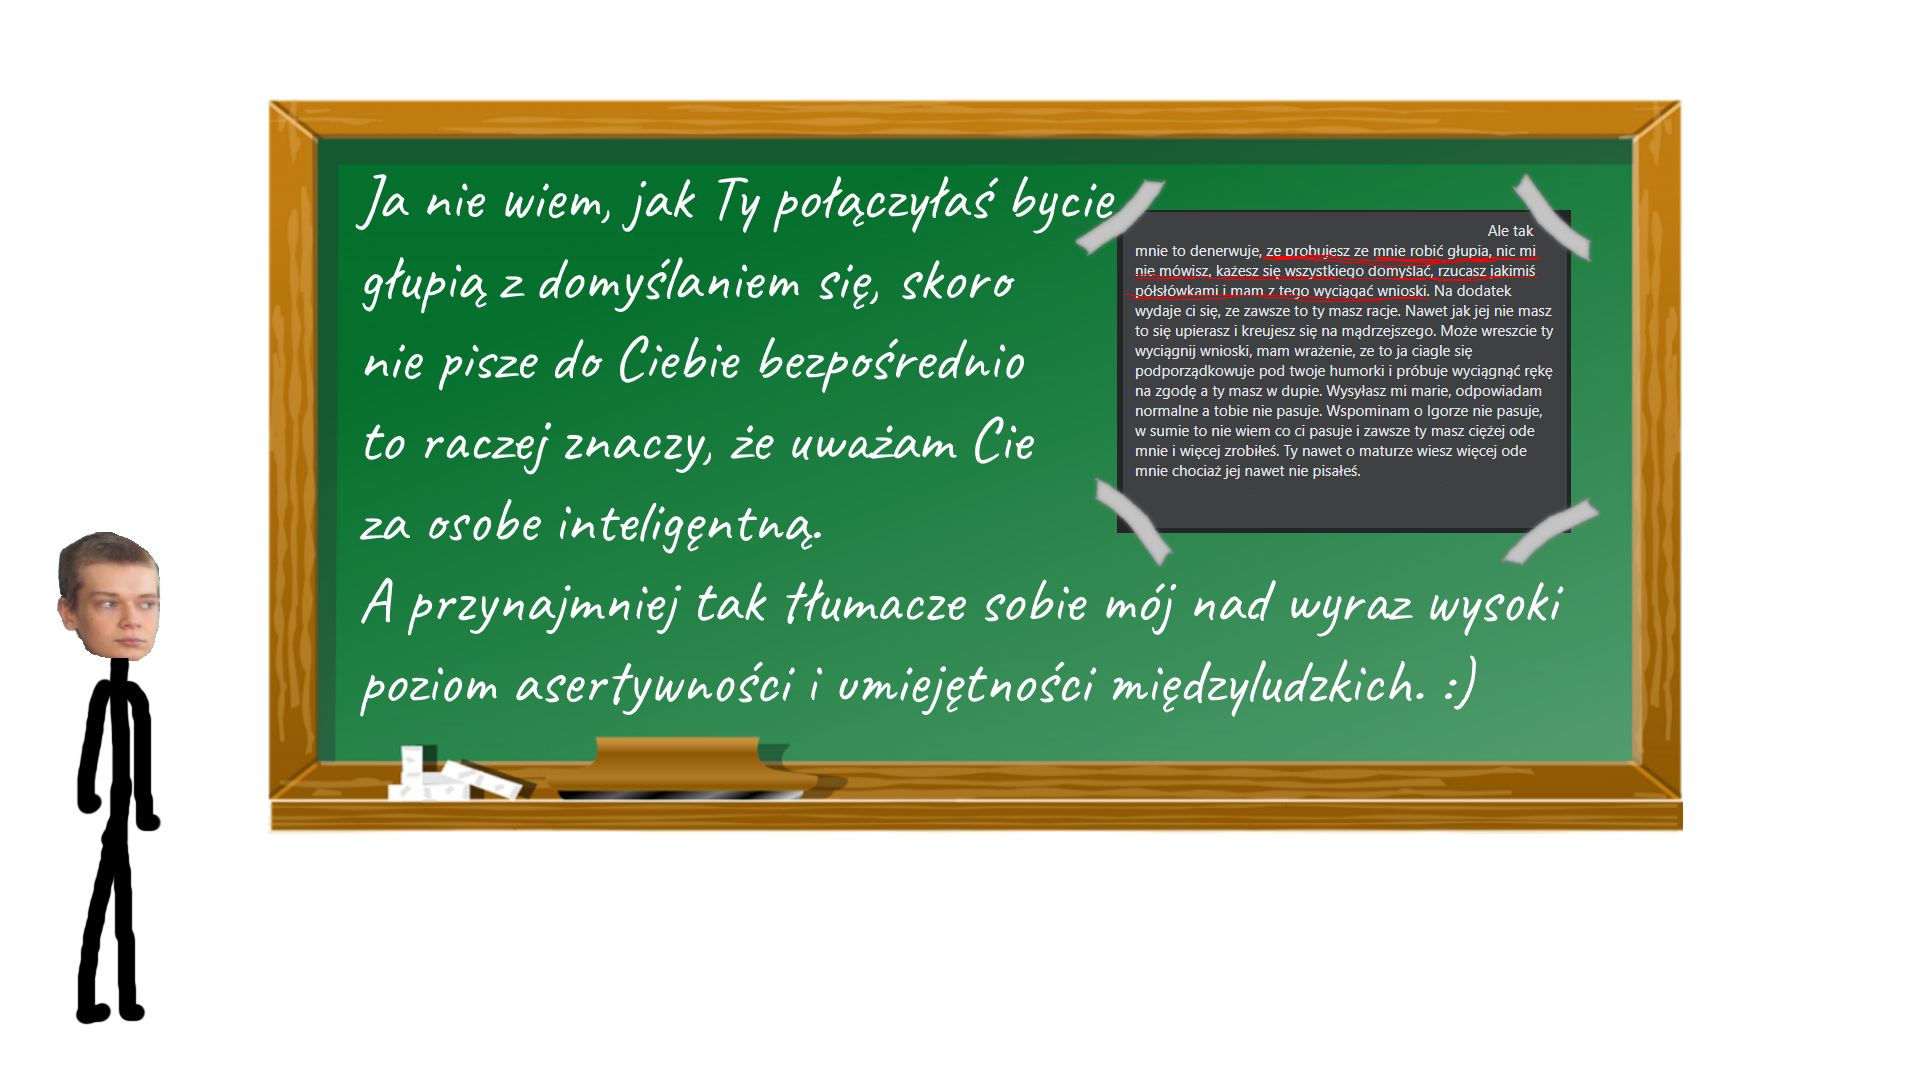 Ja nie wiem, jak Ty połączyłaś bycie
głupią z domyślaniem się, skoro
nie pisze do Ciebie bezpośrednio
to raczej znaczy, że uważam Cie
za osobe inteligęntną.
A przynajmniej tak tłumacze sobie mój nad wyraz wysoki
poziom asertywności i umiejętności międzyludzkich. :)
Ale tak
mnie to denerwuje, ze probujesz ze mnie robić głupia, nic mi
nie mówisz, każesz się wszystkiego domyślać, rzucasz jakimiś
półsłówkami i mam z tego wyciągać wnioski. Na dodatek
wydaje ci się, ze zawsze to ty masz racje. Nawet jak jej nie masz
to się upierasz i kreujesz się na mądrzejszego. Może wreszcie ty
wyciągnij wnioski, mam wrażenie, ze to ja ciagle się
podporządkowuje pod twoje humorki i próbuje wyciągnąć rękę
na zgodę a ty masz w dupie. Wysyłasz mi marie, odpowiadam
normalne a tobie nie pasuje. Wspominam o Igorze nie pasuje,
w sumie to nie wiem co ci pasuje i zawsze ty masz ciężej ode
mnie i więcej zrobiłeś. Ty nawet o maturze wiesz więcej ode
mnie chociaż jej nawet nie pisałeś.